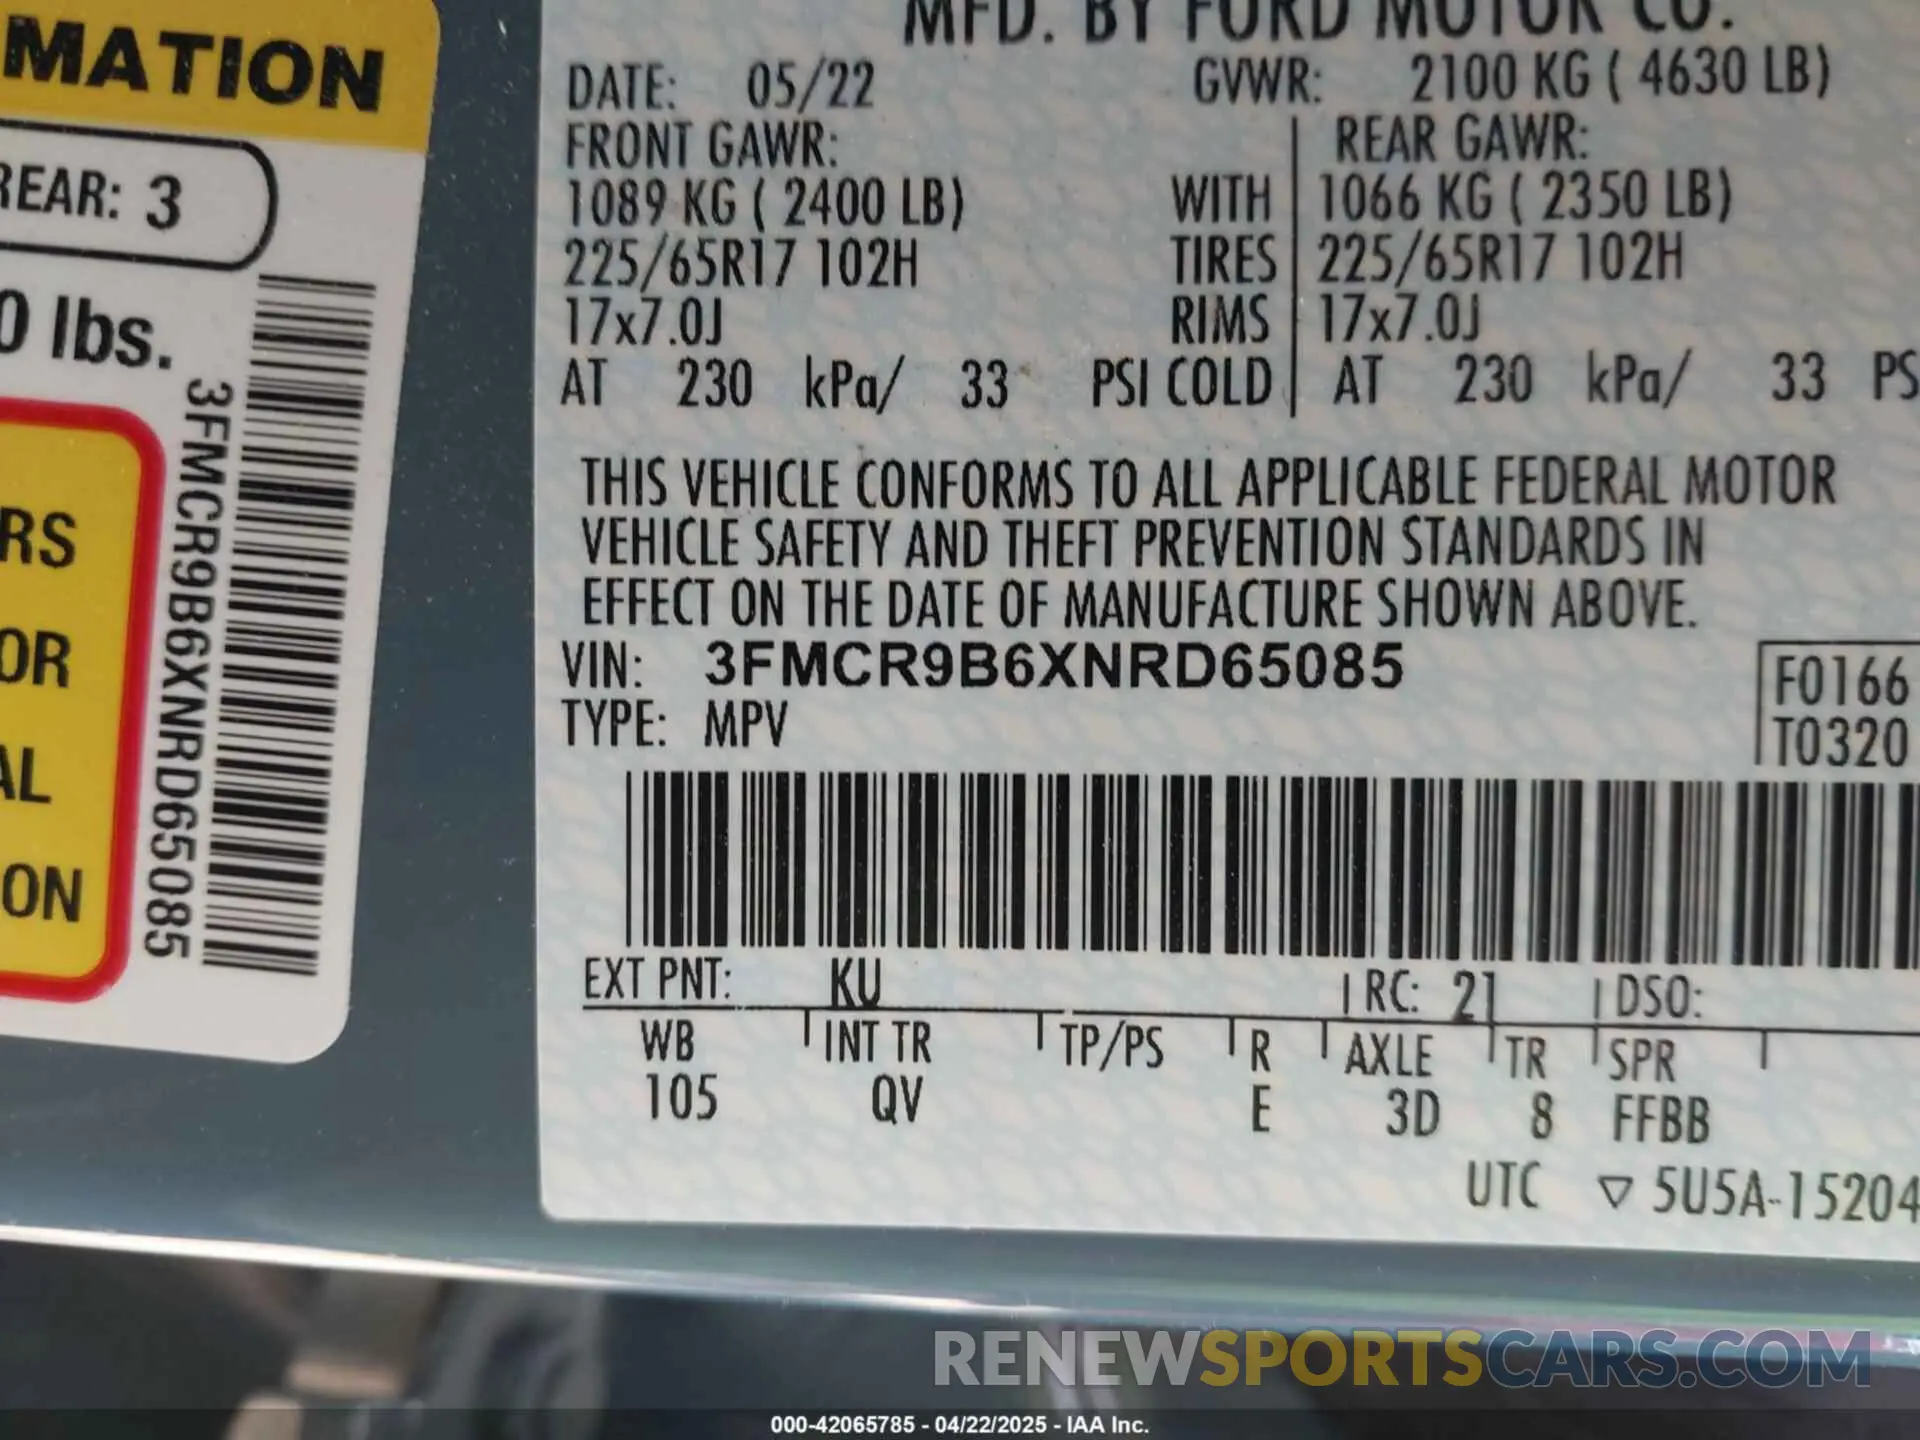 MATION
REAR: 3
0 lbs.
3FMCR9B6XNRD65085
RS
OR
AL
ON
MFD. BY FORD MOTOR CO.
DATE: 05/22 GVWR: 2100 KG ( 4630 LB)
FRONT GAWR: REAR GAWR:
1089 KG ( 2400 LB) WITH 1066 KG ( 2350 LB)
225/65R17 102H TIRES 225/65R17 102H
17x7.0J RIMS 17x7.0J
AT 230 kPa/ 33 PSI COLD AT 230 kPa/ 33 PS
THIS VEHICLE CONFORMS TO ALL APPLICABLE FEDERAL MOTOR
VEHICLE SAFETY AND THEFT PREVENTION STANDARDS IN
EFFECT ON THE DATE OF MANUFACTURE SHOWN ABOVE.
VIN: 3FMCR9B6XNRD65085 F0166
TYPE: MPV T0320
EXT PNT: KU RC: 21 DSO:
WB INT TR TP/PS R AXLE TR SPR
105 QV E 3D 8 FFBB
UTC ▽ 5U5A-15204
RENEWSPORTSCARS.COM
000-42065785 - 04/22/2025 - IAA Inc.